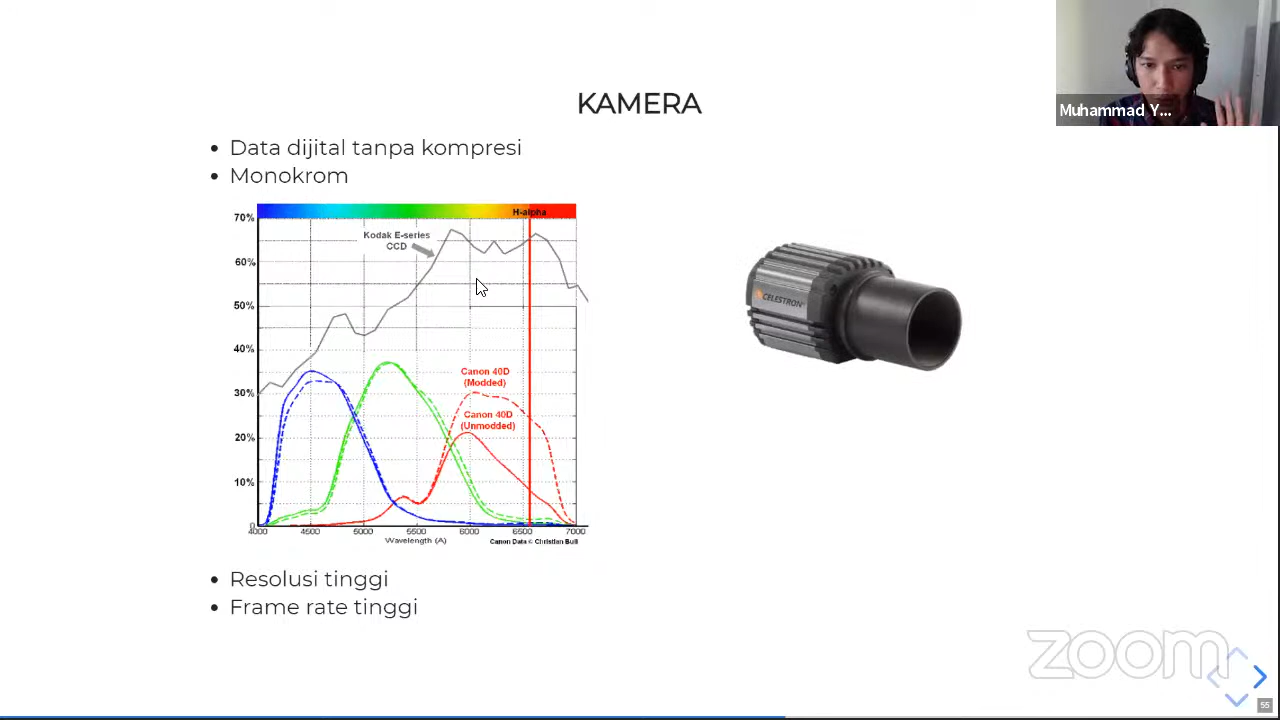 Muhammad Y...
KAMERA
Data dijital tanpa kompresi
Monokrom
H-alpha
70%
60%
50%
40%
30%
20%
10%
0
Kodak E-series
CCD
Canon 40D
(Modded)
Canon 40D
(Unmodded)
4000 4500 5000 5500 6000 6500 7000
Wavelength (A)
Canon Data © Christian Buil
CELESTRON
Resolusi tinggi
Frame rate tinggi
zoom
55